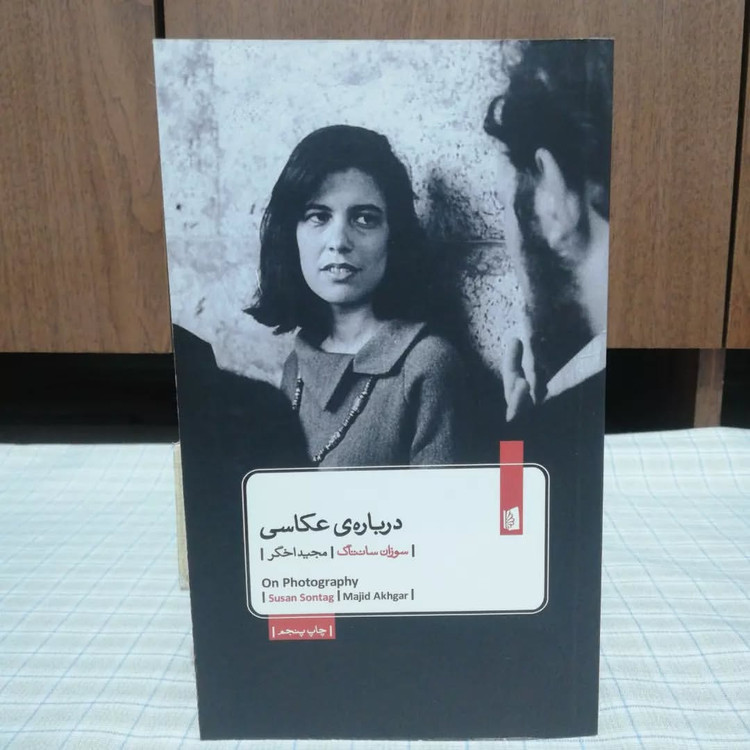 درباره‌ی عکاسی
| سوزان سانتاگ | مجید اخگر |
On Photography
| Susan Sontag | Majid Akhgar |
| چاپ پنجم |